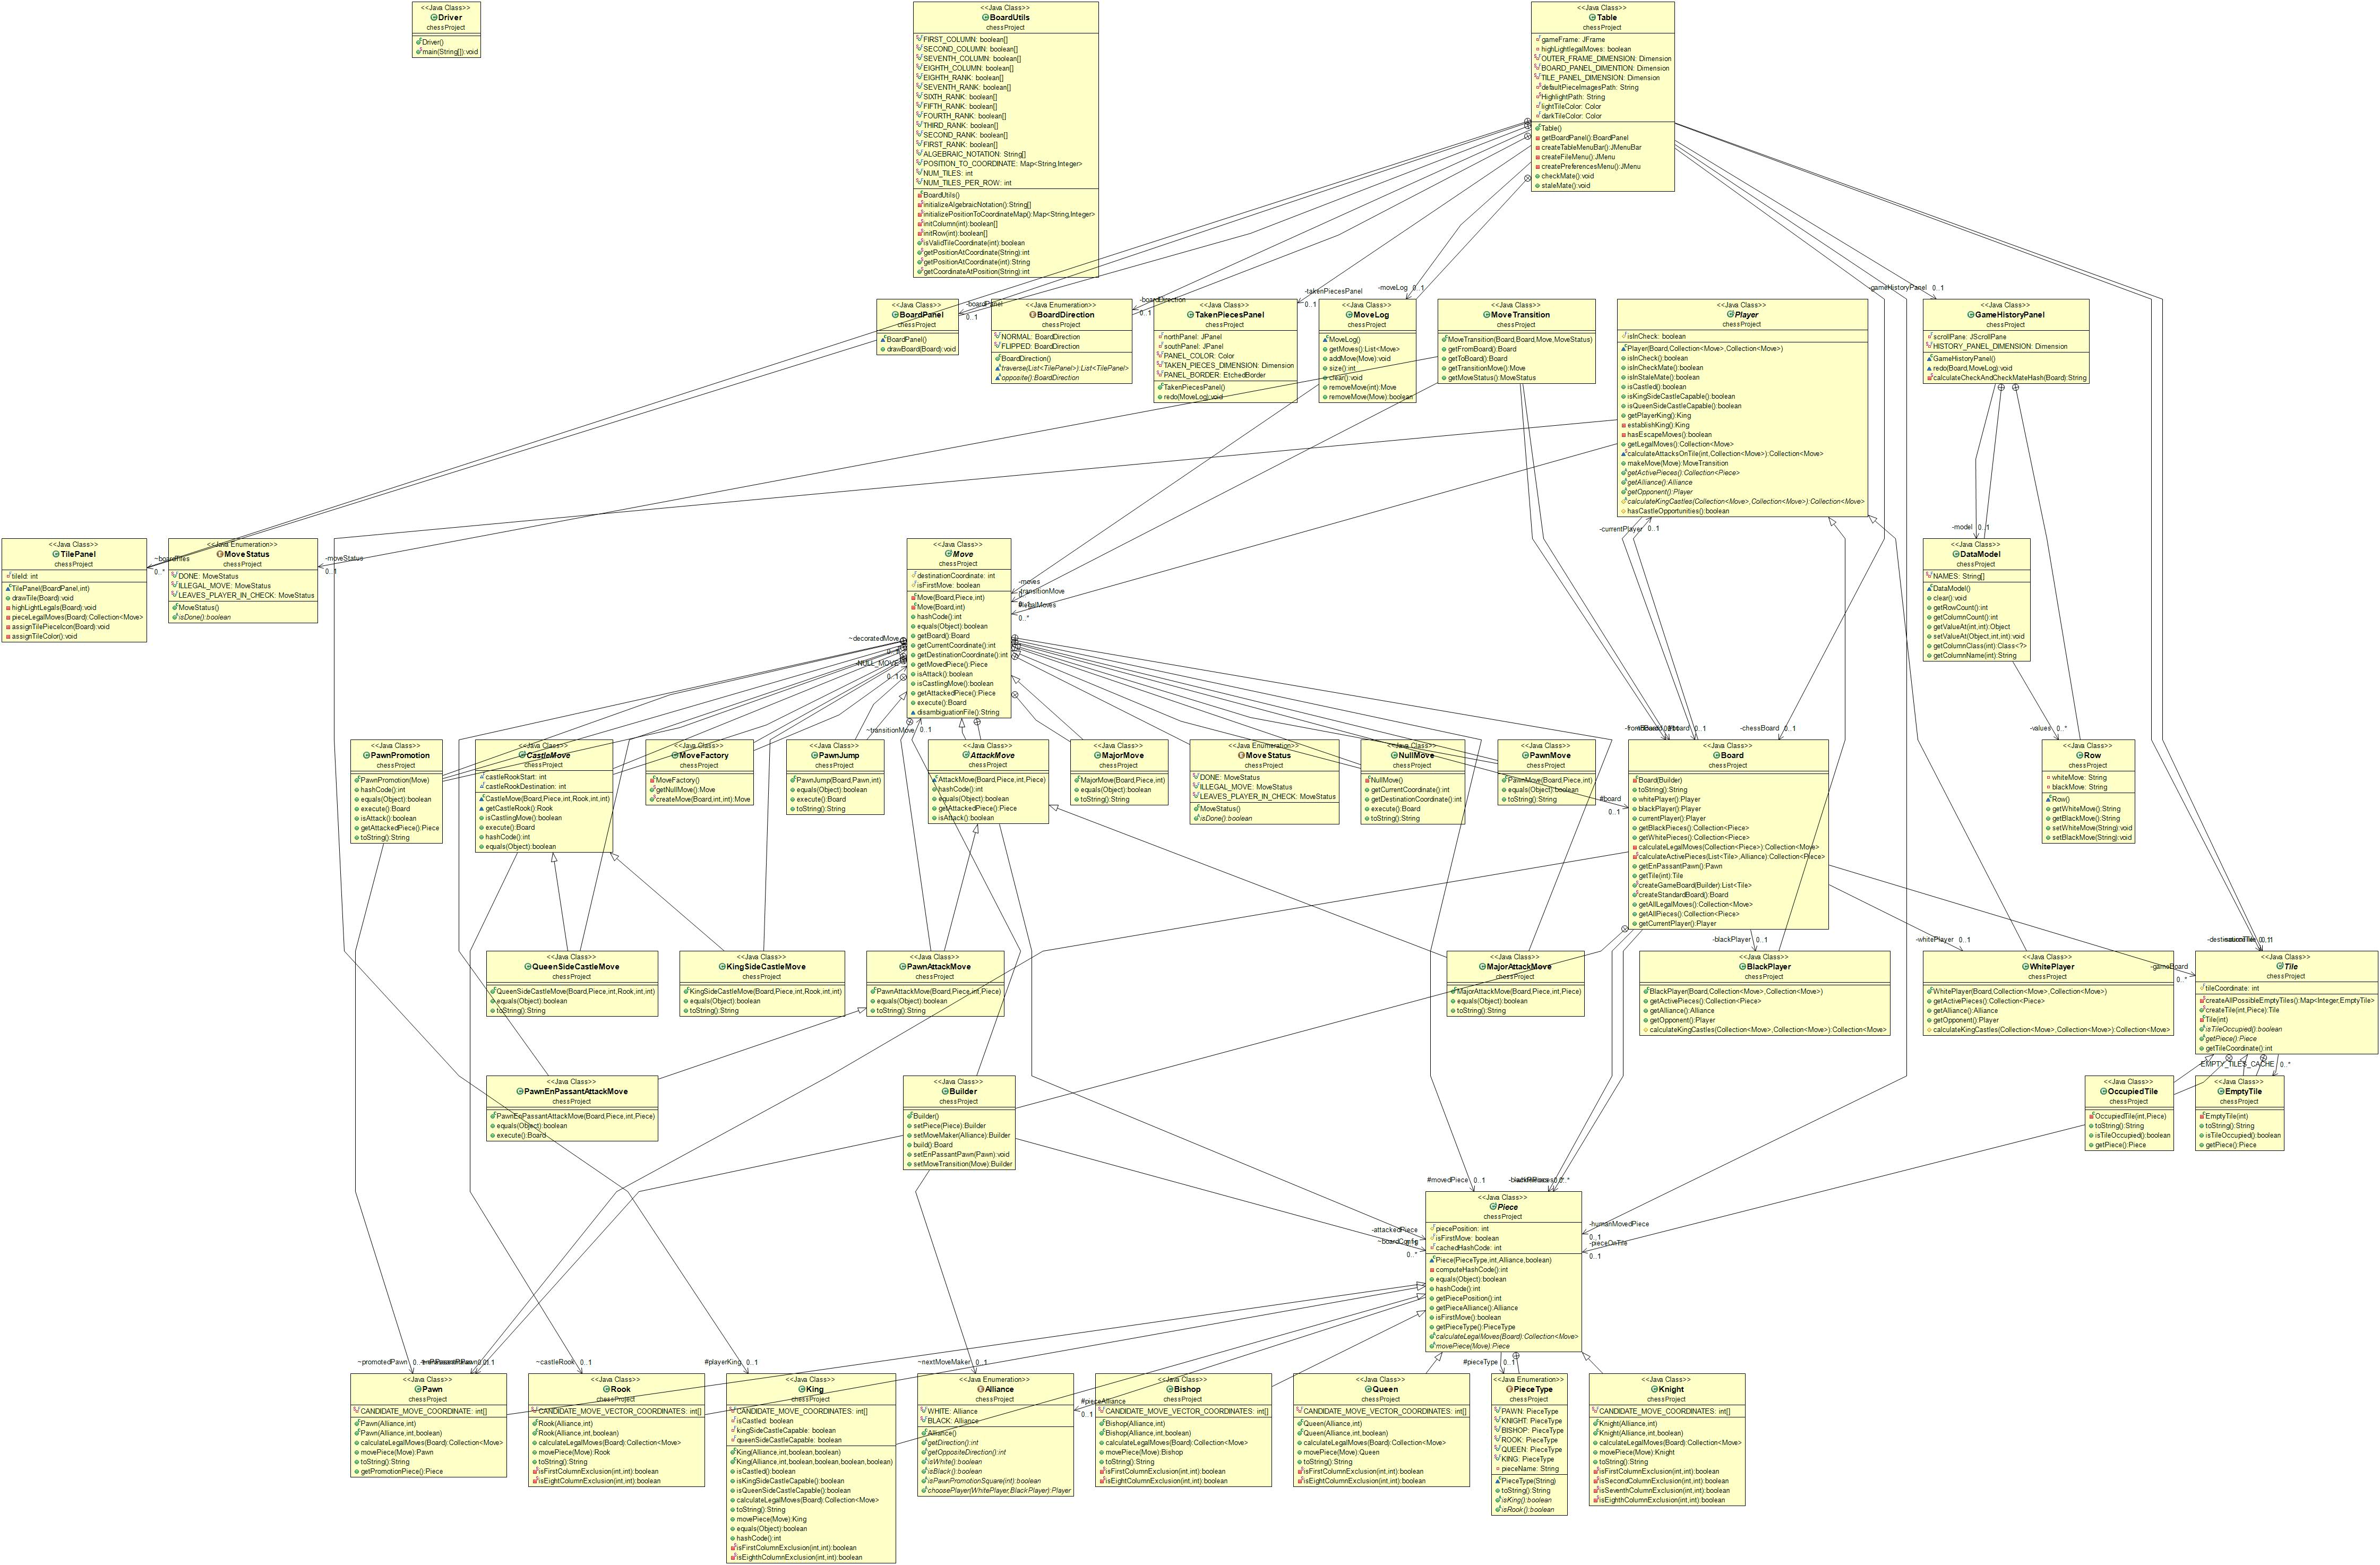 <<Java Class>>
Driver
chessProject
Driver()
main(String[]):void
<<Java Class>>
BoardUtils
chessProject
FIRST_COLUMN: boolean[]
SECOND_COLUMN: boolean[]
SEVENTH_COLUMN: boolean[]
EIGHTH_COLUMN: boolean[]
EIGHTH_RANK: boolean[]
SEVENTH_RANK: boolean[]
SIXTH_RANK: boolean[]
FIFTH_RANK: boolean[]
FOURTH_RANK: boolean[]
THIRD_RANK: boolean[]
SECOND_RANK: boolean[]
FIRST_RANK: boolean[]
ALGEBRAIC_NOTATION: String[]
POSITION_TO_COORDINATE: Map<String,Integer>
NUM_TILES: int
NUM_TILES_PER_ROW: int
BoardUtils()
initializeAlgebraicNotation():String[]
initializePositionToCoordinateMap():Map<String,Integer>
initColumn(int):boolean[]
initRow(int):boolean[]
isValidTileCoordinate(int):boolean
getPositionAtCoordinate(String):int
getPositionAtCoordinate(int):String
getCoordinateAtPosition(String):int
<<Java Class>>
Table
chessProject
gameFrame: JFrame
highLightlegalMoves: boolean
OUTER_FRAME_DIMENSION: Dimension
BOARD_PANEL_DIMENTION: Dimension
TILE_PANEL_DIMENSION: Dimension
defaultPieceImagesPath: String
HighlightPath: String
lightTileColor: Color
darkTileColor: Color
Table()
getBoardPanel():BoardPanel
createTableMenuBar():JMenuBar
createFileMenu():JMenu
createPreferencesMenu():JMenu
checkMate():void
staleMate():void
-boardPanel
0..1
-boardDirection
0..1
-takenPiecesPanel
0..1
-moveLog 0..1
-gameHistoryPanel 0..1
<<Java Class>>
BoardPanel
chessProject
BoardPanel()
drawBoard(Board):void
<<Java Enumeration>>
BoardDirection
chessProject
NORMAL: BoardDirection
FLIPPED: BoardDirection
BoardDirection()
traverse(List<TilePanel>):List<TilePanel>
opposite():BoardDirection
<<Java Class>>
TakenPiecesPanel
chessProject
northPanel: JPanel
southPanel: JPanel
PANEL_COLOR: Color
TAKEN_PIECES_DIMENSION: Dimension
PANEL_BORDER: EtchedBorder
TakenPiecesPanel()
redo(MoveLog):void
<<Java Class>>
MoveLog
chessProject
MoveLog()
getMoves():List<Move>
addMove(Move):void
size():int
clear():void
removeMove(int):Move
removeMove(Move):boolean
<<Java Class>>
MoveTransition
chessProject
MoveTransition(Board,Board,Move,MoveStatus)
getFromBoard():Board
getToBoard():Board
getTransitionMove():Move
getMoveStatus():MoveStatus
<<Java Class>>
Player
chessProject
isInCheck: boolean
Player(Board,Collection<Move>,Collection<Move>)
isInCheck():boolean
isInCheckMate():boolean
isInStaleMate():boolean
isCastled():boolean
isKingSideCastleCapable():boolean
isQueenSideCastleCapable():boolean
getPlayerKing():King
establishKing():King
hasEscapeMoves():boolean
getLegalMoves():Collection<Move>
calculateAttacksOnTile(int,Collection<Move>):Collection<Move>
makeMove(Move):MoveTransition
getActivePieces():Collection<Piece>
getAlliance():Alliance
getOpponent():Player
calculateKingCastles(Collection<Move>,Collection<Move>):Collection<Move>
hasCastleOpportunities():boolean
<<Java Class>>
GameHistoryPanel
chessProject
scrollPane: JScrollPane
HISTORY_PANEL_DIMENSION: Dimension
GameHistoryPanel()
redo(Board,MoveLog):void
calculateCheckAndCheckMateHash(Board):String
-currentPlayer 0..1
-model 0..1
<<Java Class>>
TilePanel
chessProject
tileId: int
TilePanel(BoardPanel,int)
drawTile(Board):void
highLightLegals(Board):void
pieceLegalMoves(Board):Collection<Move>
assignTilePieceIcon(Board):void
assignTileColor():void
~boardTiles
0..*
<<Java Enumeration>>
MoveStatus
chessProject
DONE: MoveStatus
ILLEGAL_MOVE: MoveStatus
LEAVES_PLAYER_IN_CHECK: MoveStatus
MoveStatus()
isDone():boolean
-moveStatus
0..1
<<Java Class>>
Move
chessProject
destinationCoordinate: int
isFirstMove: boolean
Move(Board,Piece,int)
Move(Board,int)
hashCode():int
equals(Object):boolean
getBoard():Board
getCurrentCoordinate():int
getDestinationCoordinate():int
getMovedPiece():Piece
isAttack():boolean
isCastlingMove():boolean
getAttackedPiece():Piece
execute():Board
disambiguationFile():String
-moves
-transitionMove
0..*
~decoratedMove
-NULL_MOVE
0..1
~transitionMove 0..1
<<Java Class>>
DataModel
chessProject
NAMES: String[]
DataModel()
clear():void
getRowCount():int
getColumnCount():int
getValueAt(int,int):Object
setValueAt(Object,int,int):void
getColumnClass(int):Class<?>
getColumnName(int):String
-chessBoard 0..1
-values 0..*
<<Java Class>>
PawnPromotion
chessProject
PawnPromotion(Move)
hashCode():int
equals(Object):boolean
execute():Board
isAttack():boolean
getAttackedPiece():Piece
toString():String
<<Java Class>>
CastleMove
chessProject
castleRookStart: int
castleRookDestination: int
CastleMove(Board,Piece,int,Rook,int,int)
getCastleRook():Rook
isCastlingMove():boolean
execute():Board
hashCode():int
equals(Object):boolean
<<Java Class>>
MoveFactory
chessProject
MoveFactory()
getNullMove():Move
createMove(Board,int,int):Move
<<Java Class>>
PawnJump
chessProject
PawnJump(Board,Pawn,int)
equals(Object):boolean
execute():Board
toString():String
<<Java Class>>
AttackMove
chessProject
AttackMove(Board,Piece,int,Piece)
hashCode():int
equals(Object):boolean
getAttackedPiece():Piece
isAttack():boolean
<<Java Class>>
MajorMove
chessProject
MajorMove(Board,Piece,int)
equals(Object):boolean
toString():String
<<Java Enumeration>>
MoveStatus
chessProject
DONE: MoveStatus
ILLEGAL_MOVE: MoveStatus
LEAVES_PLAYER_IN_CHECK: MoveStatus
MoveStatus()
isDone():boolean
<<Java Class>>
NullMove
chessProject
NullMove()
getCurrentCoordinate():int
getDestinationCoordinate():int
execute():Board
toString():String
<<Java Class>>
PawnMove
chessProject
PawnMove(Board,Piece,int)
equals(Object):boolean
toString():String
#board
0..1
<<Java Class>>
Board
chessProject
Board(Builder)
toString():String
whitePlayer():Player
blackPlayer():Player
currentPlayer():Player
getBlackPieces():Collection<Piece>
getWhitePieces():Collection<Piece>
calculateLegalMoves(Collection<Piece>):Collection<Move>
calculateActivePieces(List<Tile>,Alliance):Collection<Piece>
getEnPassantPawn():Pawn
getTile(int):Tile
createGameBoard(Builder):List<Tile>
createStandardBoard():Board
getAllLegalMoves():Collection<Move>
getAllPieces():Collection<Piece>
getCurrentPlayer():Player
<<Java Class>>
Row
chessProject
whiteMove: String
blackMove: String
Row()
getWhiteMove():String
getBlackMove():String
setWhiteMove(String):void
setBlackMove(String):void
-blackPlayer 0..1
-whitePlayer 0..1
-gameBoard
0..*
<<Java Class>>
QueenSideCastleMove
chessProject
QueenSideCastleMove(Board,Piece,int,Rook,int,int)
equals(Object):boolean
toString():String
<<Java Class>>
KingSideCastleMove
chessProject
KingSideCastleMove(Board,Piece,int,Rook,int,int)
equals(Object):boolean
toString():String
<<Java Class>>
PawnAttackMove
chessProject
PawnAttackMove(Board,Piece,int,Piece)
equals(Object):boolean
toString():String
<<Java Class>>
MajorAttackMove
chessProject
MajorAttackMove(Board,Piece,int,Piece)
equals(Object):boolean
toString():String
<<Java Class>>
BlackPlayer
chessProject
BlackPlayer(Board,Collection<Move>,Collection<Move>)
getActivePieces():Collection<Piece>
getAlliance():Alliance
getOpponent():Player
calculateKingCastles(Collection<Move>,Collection<Move>):Collection<Move>
<<Java Class>>
WhitePlayer
chessProject
WhitePlayer(Board,Collection<Move>,Collection<Move>)
getActivePieces():Collection<Piece>
getAlliance():Alliance
getOpponent():Player
calculateKingCastles(Collection<Move>,Collection<Move>):Collection<Move>
<<Java Class>>
Tile
chessProject
tileCoordinate: int
createAllPossibleEmptyTiles():Map<Integer,EmptyTile>
createTile(int,Piece):Tile
Tile(int)
isTileOccupied():boolean
getPiece():Piece
getTileCoordinate():int
-EMPTY_TILES_CACHE 0..*
<<Java Class>>
PawnEnPassantAttackMove
chessProject
PawnEnPassantAttackMove(Board,Piece,int,Piece)
equals(Object):boolean
execute():Board
<<Java Class>>
Builder
chessProject
Builder()
setPiece(Piece):Builder
setMoveMaker(Alliance):Builder
build():Board
setEnPassantPawn(Pawn):void
setMoveTransition(Move):Builder
<<Java Class>>
OccupiedTile
chessProject
OccupiedTile(int,Piece)
toString():String
isTileOccupied():boolean
getPiece():Piece
<<Java Class>>
EmptyTile
chessProject
EmptyTile(int)
toString():String
isTileOccupied():boolean
getPiece():Piece
#movedPiece 0..1
-attackedPiece
~boardConfig
0..*
-humanMovedPiece
0..1
-pieceOnTile
0..1
<<Java Class>>
Piece
chessProject
piecePosition: int
isFirstMove: boolean
cachedHashCode: int
Piece(PieceType,int,Alliance,boolean)
computeHashCode():int
equals(Object):boolean
hashCode():int
getPiecePosition():int
getPieceAlliance():Alliance
isFirstMove():boolean
getPieceType():PieceType
calculateLegalMoves(Board):Collection<Move>
movePiece(Move):Piece
~promotedPawn
~castleRook 0..1
#playerKing 0..1
~nextMoveMaker 0..1
#pieceAlliance
0..1
#pieceType 0..1
<<Java Class>>
Pawn
chessProject
CANDIDATE_MOVE_COORDINATE: int[]
Pawn(Alliance,int)
Pawn(Alliance,int,boolean)
calculateLegalMoves(Board):Collection<Move>
movePiece(Move):Pawn
toString():String
getPromotionPiece():Piece
<<Java Class>>
Rook
chessProject
CANDIDATE_MOVE_VECTOR_COORDINATES: int[]
Rook(Alliance,int)
Rook(Alliance,int,boolean)
calculateLegalMoves(Board):Collection<Move>
movePiece(Move):Rook
toString():String
isFirstColumnExclusion(int,int):boolean
isEightColumnExclusion(int,int):boolean
<<Java Class>>
King
chessProject
CANDIDATE_MOVE_COORDINATES: int[]
isCastled: boolean
kingSideCastleCapable: boolean
queenSideCastleCapable: boolean
King(Alliance,int,boolean,boolean)
King(Alliance,int,boolean,boolean,boolean,boolean)
isCastled():boolean
isKingSideCastleCapable():boolean
isQueenSideCastleCapable():boolean
calculateLegalMoves(Board):Collection<Move>
toString():String
movePiece(Move):King
equals(Object):boolean
hashCode():int
isFirstColumnExclusion(int,int):boolean
isEighthColumnExclusion(int,int):boolean
<<Java Enumeration>>
Alliance
chessProject
WHITE: Alliance
BLACK: Alliance
Alliance()
getDirection():int
getOppositeDirection():int
isWhite():boolean
isBlack():boolean
isPawnPromotionSquare(int):boolean
choosePlayer(WhitePlayer,BlackPlayer):Player
<<Java Class>>
Bishop
chessProject
CANDIDATE_MOVE_VECTOR_COORDINATES: int[]
Bishop(Alliance,int)
Bishop(Alliance,int,boolean)
calculateLegalMoves(Board):Collection<Move>
movePiece(Move):Bishop
toString():String
isFirstColumnExclusion(int,int):boolean
isEightColumnExclusion(int,int):boolean
<<Java Class>>
Queen
chessProject
CANDIDATE_MOVE_VECTOR_COORDINATES: int[]
Queen(Alliance,int)
Queen(Alliance,int,boolean)
calculateLegalMoves(Board):Collection<Move>
movePiece(Move):Queen
toString():String
isFirstColumnExclusion(int,int):boolean
isEightColumnExclusion(int,int):boolean
<<Java Enumeration>>
PieceType
chessProject
PAWN: PieceType
KNIGHT: PieceType
BISHOP: PieceType
ROOK: PieceType
QUEEN: PieceType
KING: PieceType
pieceName: String
PieceType(String)
toString():String
isKing():boolean
isRook():boolean
<<Java Class>>
Knight
chessProject
CANDIDATE_MOVE_COORDINATES: int[]
Knight(Alliance,int)
Knight(Alliance,int,boolean)
calculateLegalMoves(Board):Collection<Move>
movePiece(Move):Knight
toString():String
isFirstColumnExclusion(int,int):boolean
isSecondColumnExclusion(int,int):boolean
isSeventhColumnExclusion(int,int):boolean
isEighthColumnExclusion(int,int):boolean